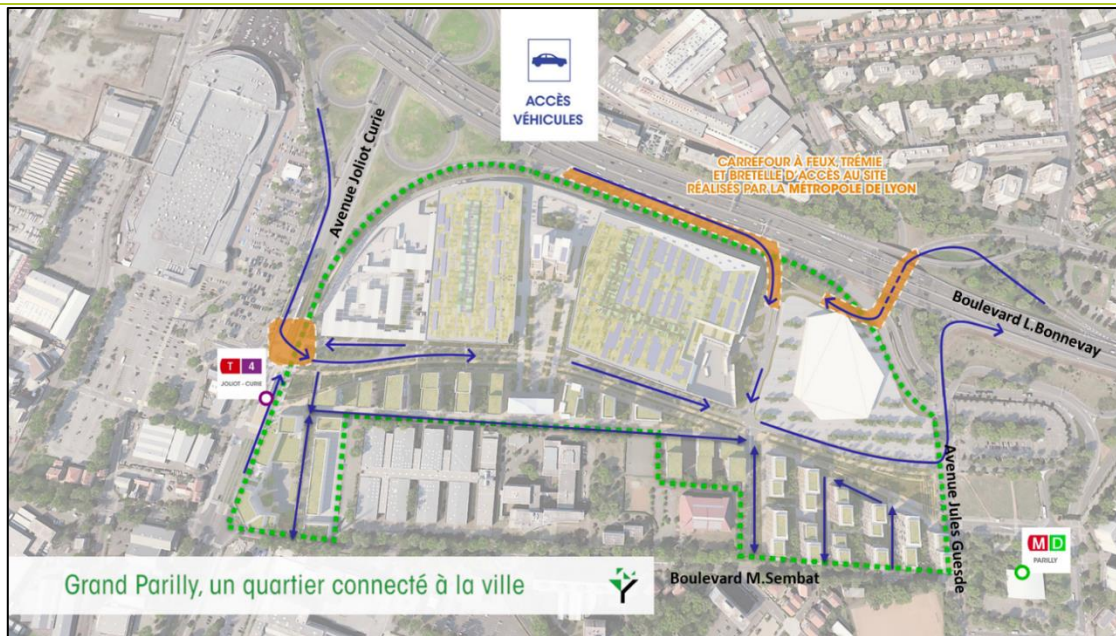 ACCÈS
VÉHICULES
Avenue Joliot Curie
CARREFOUR À FEUX, TRÉMIE
ET BRETELLE D'ACCÈS AU SITE
RÉALISÉS PAR LA MÉTROPOLE DE LYON
Boulevard L.Bonnevay
T 4
JOLIOT - CURIE
Avenue Jules Guesde
M D
PARILLY
Boulevard M.Sembat
Grand Parilly, un quartier connecté à la ville